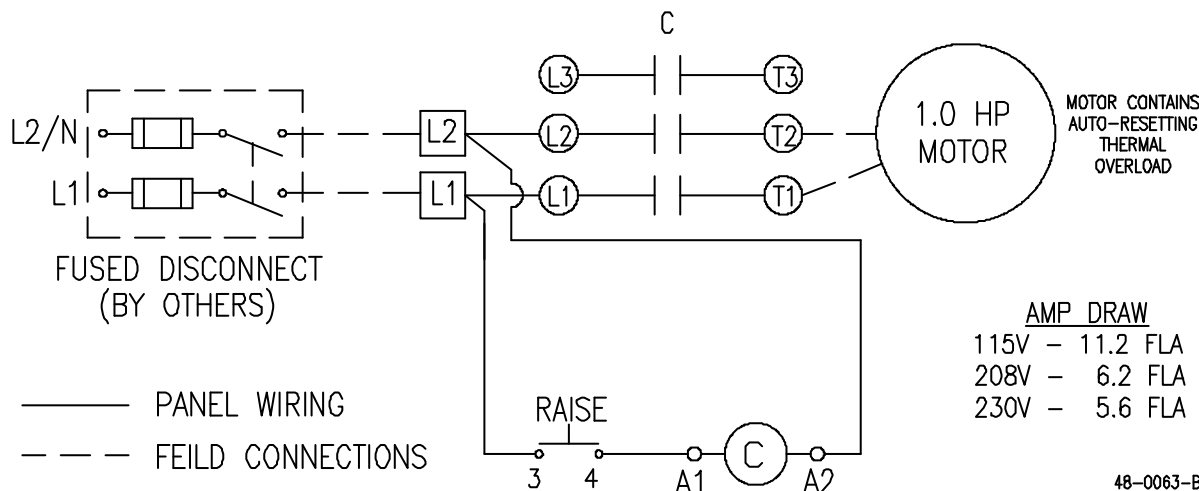 C
L3
T3
L2/N
L2
L2
T2
L1
L1
L1
T1
1.0 HP
MOTOR
MOTOR CONTAINS
AUTO-RESETTING
THERMAL
OVERLOAD
FUSED DISCONNECT
(BY OTHERS)
AMP DRAW
115V - 11.2 FLA
208V - 6.2 FLA
230V - 5.6 FLA
PANEL WIRING
FEILD CONNECTIONS
RAISE
3
4
A1
C
A2
48-0063-B